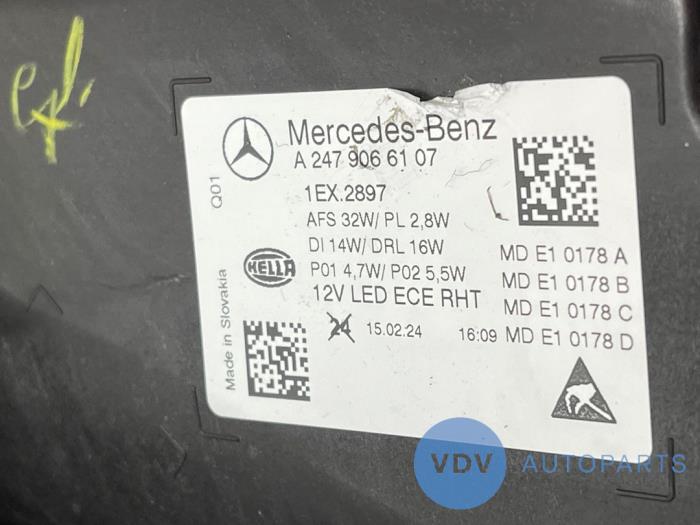 Mercedes-Benz
A 247 906 61 07
Q01
1EX.2897
AFS 32W/ PL 2,8W
DI 14W/ DRL 16W
HELLA
P01 4,7W/ P02 5,5W
12V LED ECE RHT
MD E1 0178 A
MD E1 0178 B
MD E1 0178 C
MD E1 0178 D
Made in Slovakia
24
15.02.24
16:09
VDV AUTOPARTS